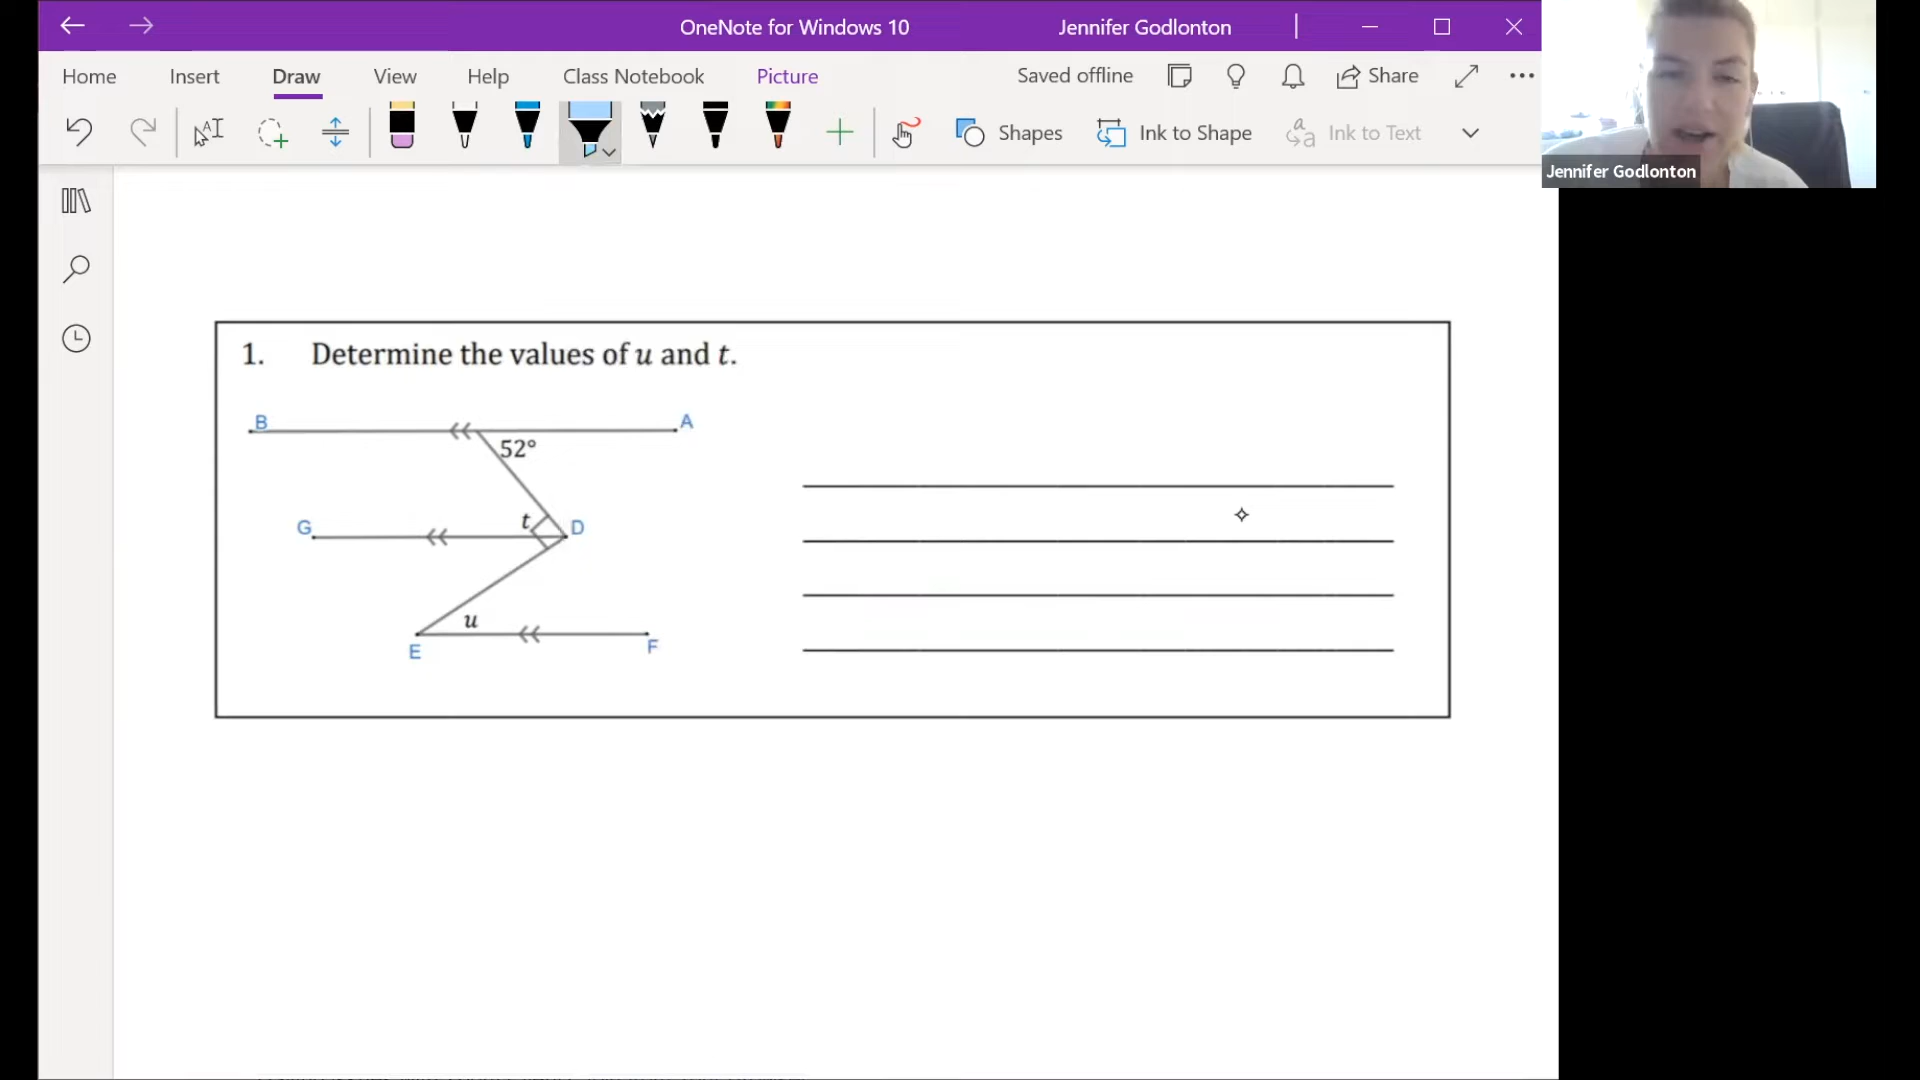 OneNote for Windows 10
Jennifer Godlonton
Home Insert Draw View Help Class Notebook Picture
Saved offline
Share
Shapes
Ink to Shape
Ink to Text
Jennifer Godlonton
1. Determine the values of u and t.
B A
52°
G t D
u
E F